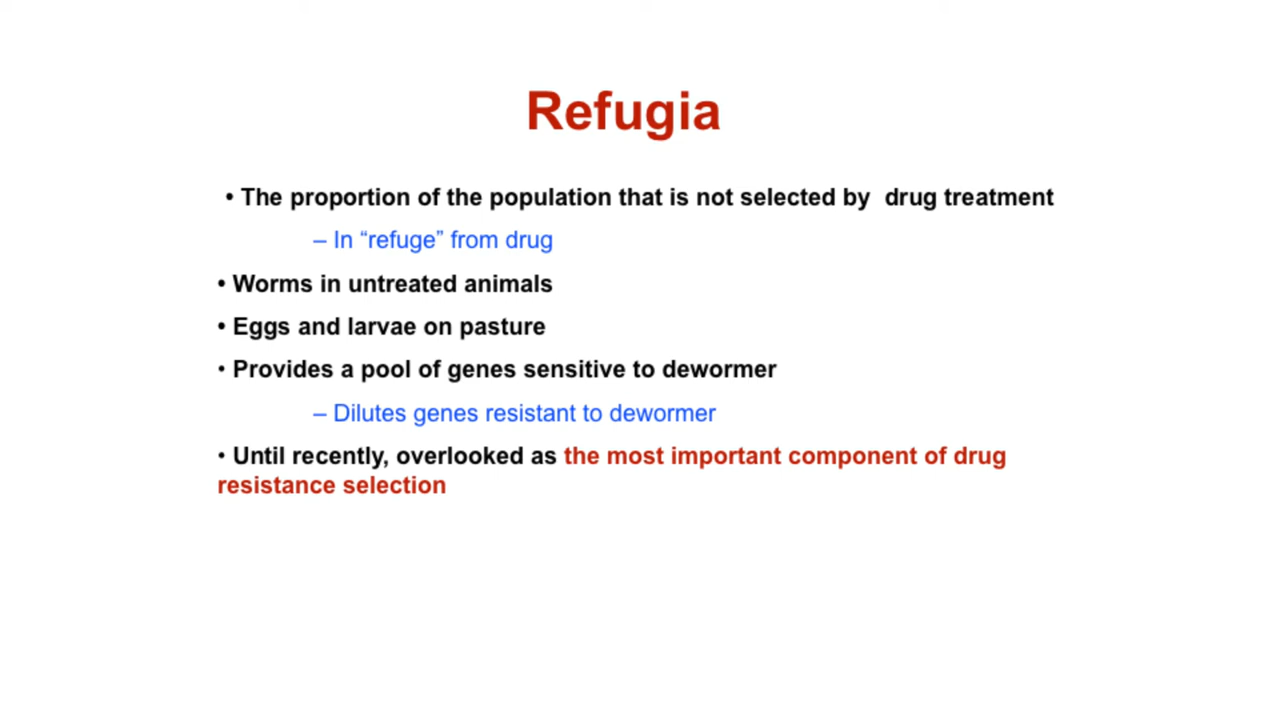 Refugia
• The proportion of the population that is not selected by  drug treatment
– In “refuge” from drug
• Worms in untreated animals
• Eggs and larvae on pasture
• Provides a pool of genes sensitive to dewormer
– Dilutes genes resistant to dewormer
• Until recently, overlooked as the most important component of drug
resistance selection